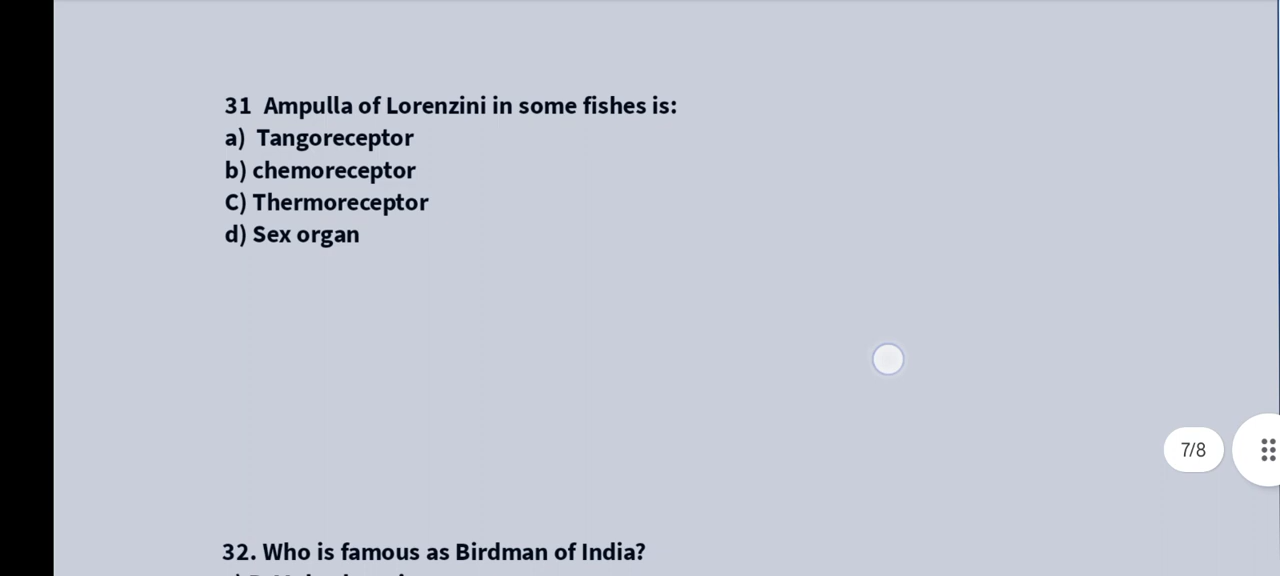 31 Ampulla of Lorenzini in some fishes is:
a) Tangoreceptor
b) chemoreceptor
C) Thermoreceptor
d) Sex organ
7/8
32. Who is famous as Birdman of India?